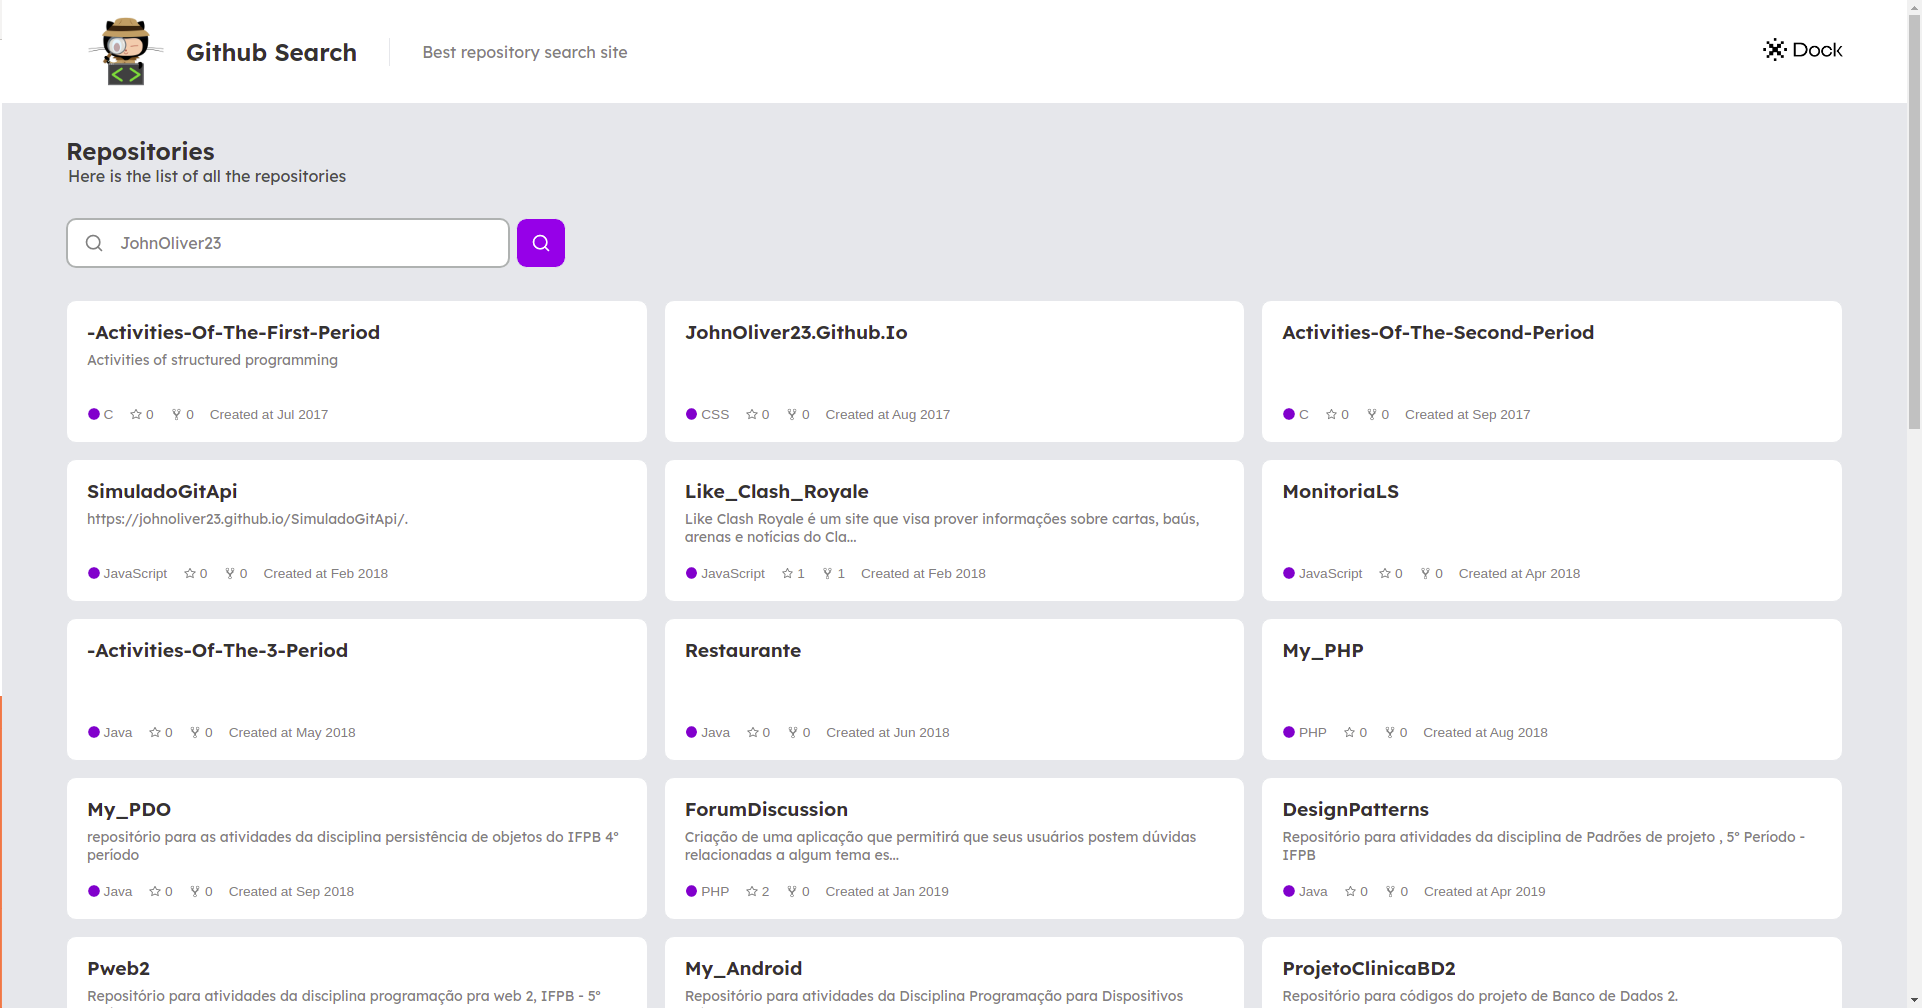 Github Search
Best repository search site
Dock
Repositories
Here is the list of all the repositories
JohnOliver23
-Activities-Of-The-First-Period
Activities of structured programming
C 0 0 Created at Jul 2017
JohnOliver23.Github.Io
CSS 0 0 Created at Aug 2017
Activities-Of-The-Second-Period
C 0 0 Created at Sep 2017
SimuladoGitApi
https://johnoliver23.github.io/SimuladoGitApi/.
JavaScript 0 0 Created at Feb 2018
Like_Clash_Royale
Like Clash Royale é um site que visa prover informações sobre cartas, baús,
arenas e notícias do Cla...
JavaScript 1 1 Created at Feb 2018
MonitoriaLS
JavaScript 0 0 Created at Apr 2018
-Activities-Of-The-3-Period
Java 0 0 Created at May 2018
Restaurante
Java 0 0 Created at Jun 2018
My_PHP
PHP 0 0 Created at Aug 2018
My_PDO
repositório para as atividades da disciplina persistência de objetos do IFPB 4º
período
Java 0 0 Created at Sep 2018
ForumDiscussion
Criação de uma aplicação que permitirá que seus usuários postem dúvidas
relacionadas a algum tema es...
PHP 2 0 Created at Jan 2019
DesignPatterns
Repositório para atividades da disciplina de Padrões de projeto , 5º Período -
IFPB
Java 0 0 Created at Apr 2019
Pweb2
Repositório para atividades da disciplina programação pra web 2, IFPB - 5º
My_Android
Repositório para atividades da Disciplina Programação para Dispositivos
ProjetoClinicaBD2
Repositório para códigos do projeto de Banco de Dados 2.